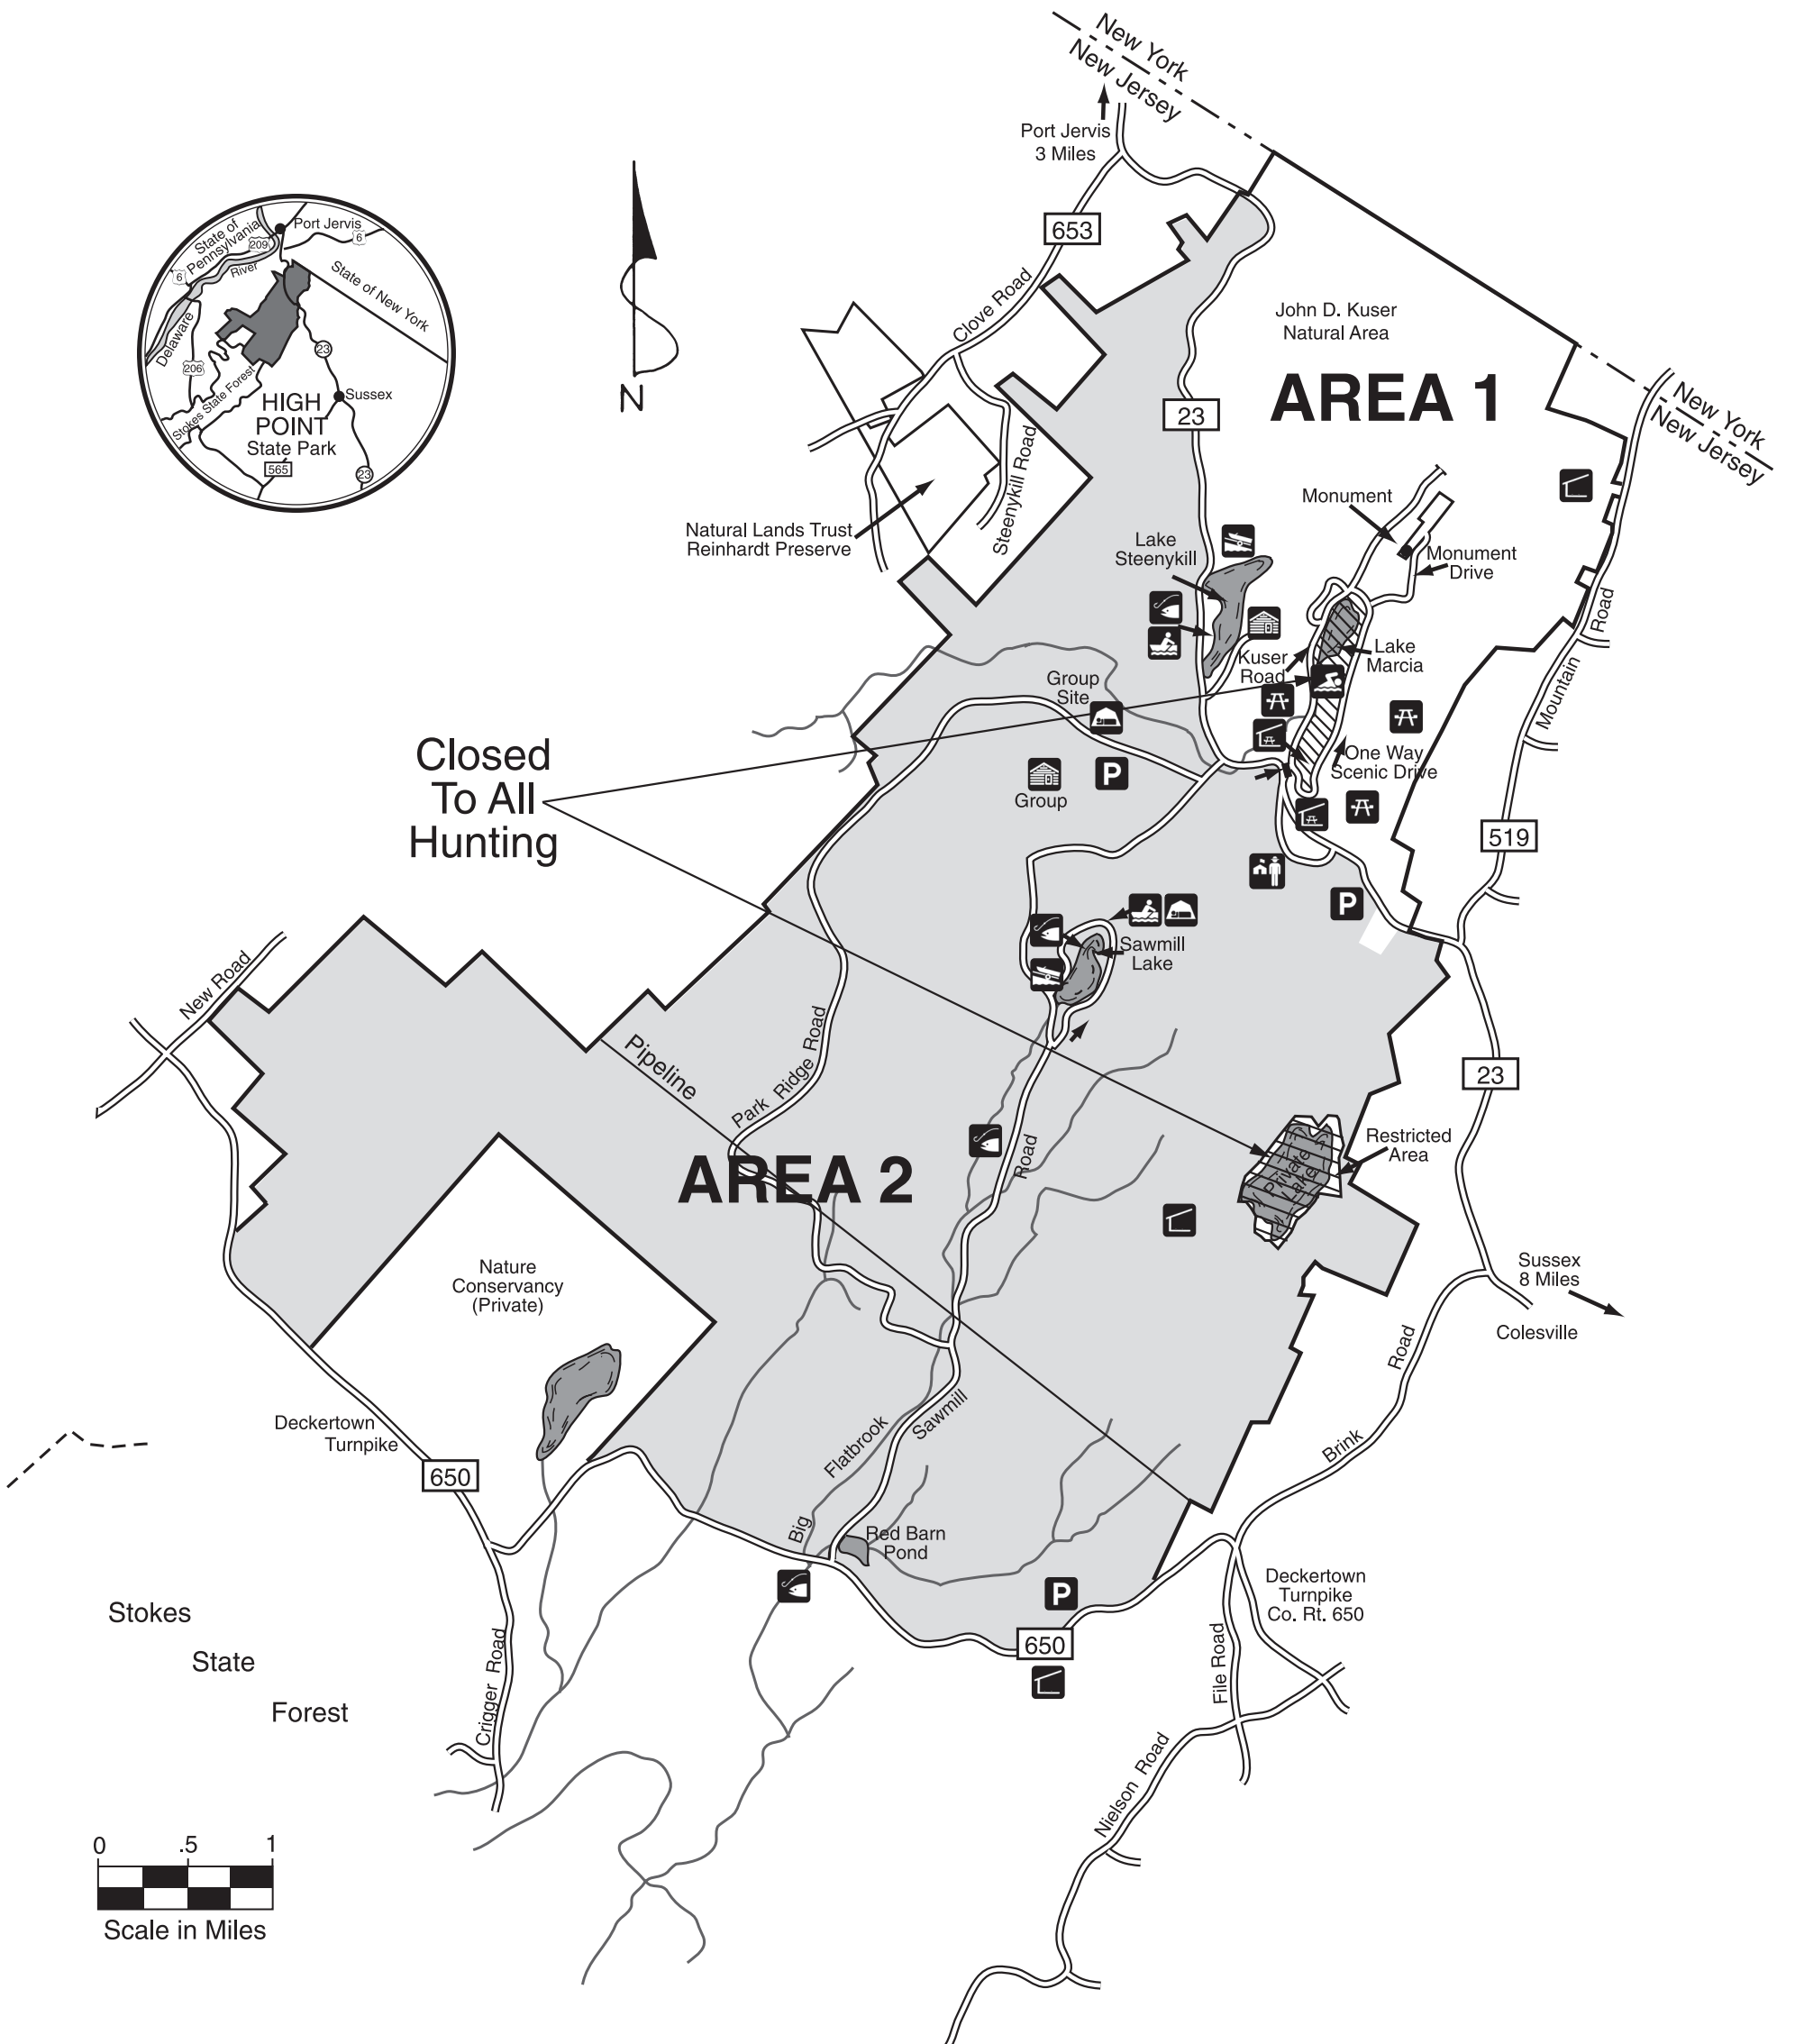 New York
New Jersey
Port Jervis
3 Miles
653
Clove Road
State of
Pennsylvania
Port Jervis
209
6
6
River
State of New York
Delaware
206
23
Stokes State Forest
Sussex
HIGH
POINT
State Park
565
23
N
John D. Kuser
Natural Area
AREA 1
23
New York
New Jersey
Steenykill Road
Natural Lands Trust
Reinhardt Preserve
Monument
Lake
Steenykill
Monument
Drive
Road
Mountain
Kuser
Road
Lake
Marcia
Group
Site
One Way
Scenic Drive
P
Group
Closed
To All
Hunting
519
P
Sawmill
Lake
New Road
Pipeline
Park Ridge Road
23
Road
Restricted
Area
Private
Lake
AREA 2
Nature
Conservancy
(Private)
Sussex
8 Miles
Colesville
Road
Brink
Deckertown
Turnpike
650
Flatbrook
Sawmill
Big
Red Barn
Pond
P
Deckertown
Turnpike
Co. Rt. 650
650
Stokes
State
Forest
Crigger Road
File Road
Nielson Road
0 .5 1
Scale in Miles